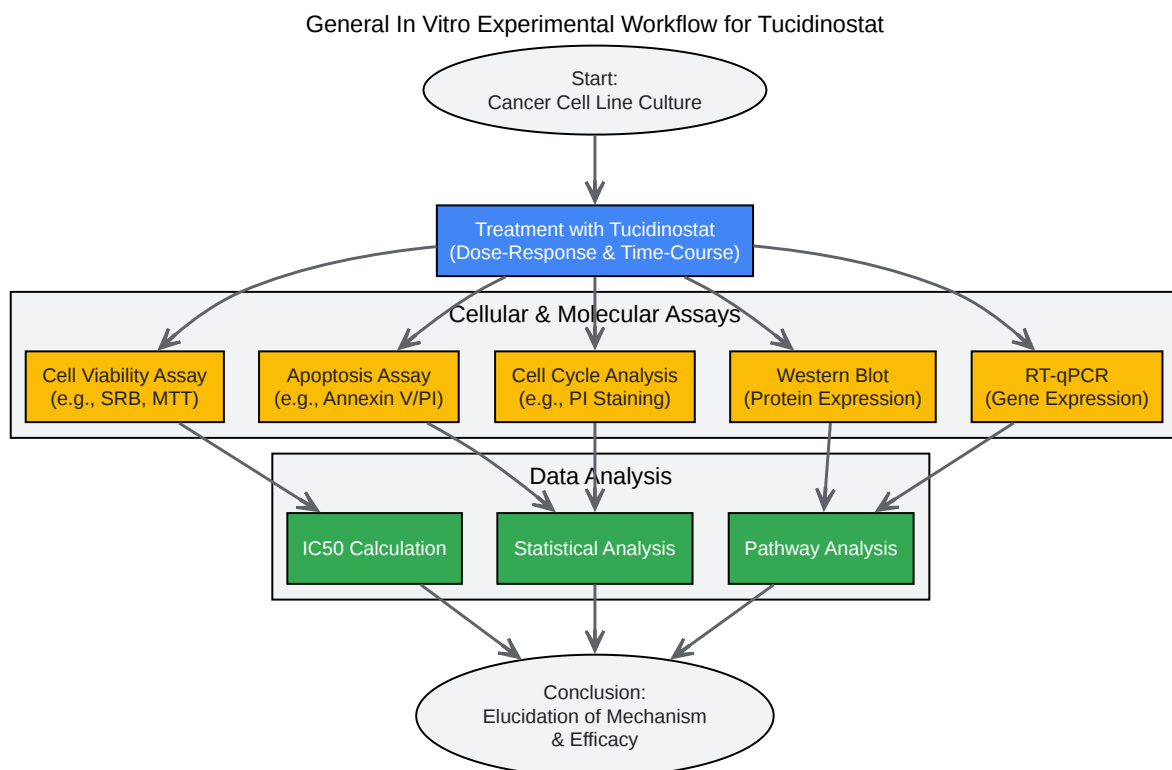 General In Vitro Experimental Workflow for Tucidinostat
Start:
Cancer Cell Line Culture
Treatment with Tucidinostat
(Dose-Response & Time-Course)
Cellular & Molecular Assays
Cell Viability Assay
(e.g., SRB, MTT)
Apoptosis Assay
(e.g., Annexin V/PI)
Cell Cycle Analysis
(e.g., PI Staining)
Western Blot
(Protein Expression)
RT-qPCR
(Gene Expression)
Data Analysis
IC50 Calculation
Statistical Analysis
Pathway Analysis
Conclusion:
Elucidation of Mechanism
& Efficacy